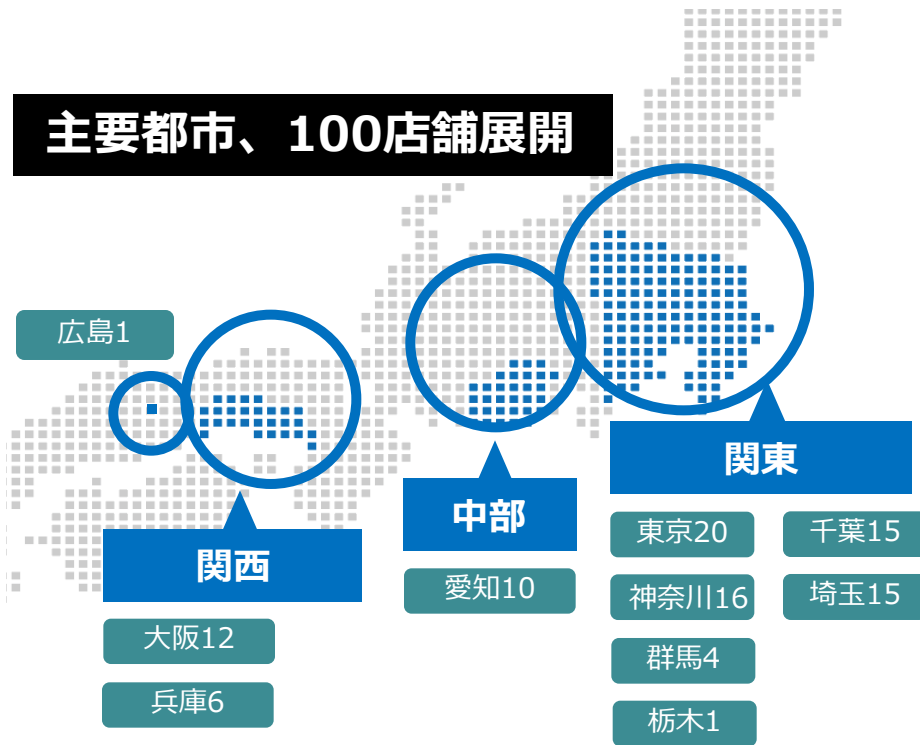 主要都市、100店舗展開
広島1
関西
大阪12
兵庫6
中部
愛知10
関東
東京20
千葉15
神奈川16
埼玉15
群馬4
栃木1